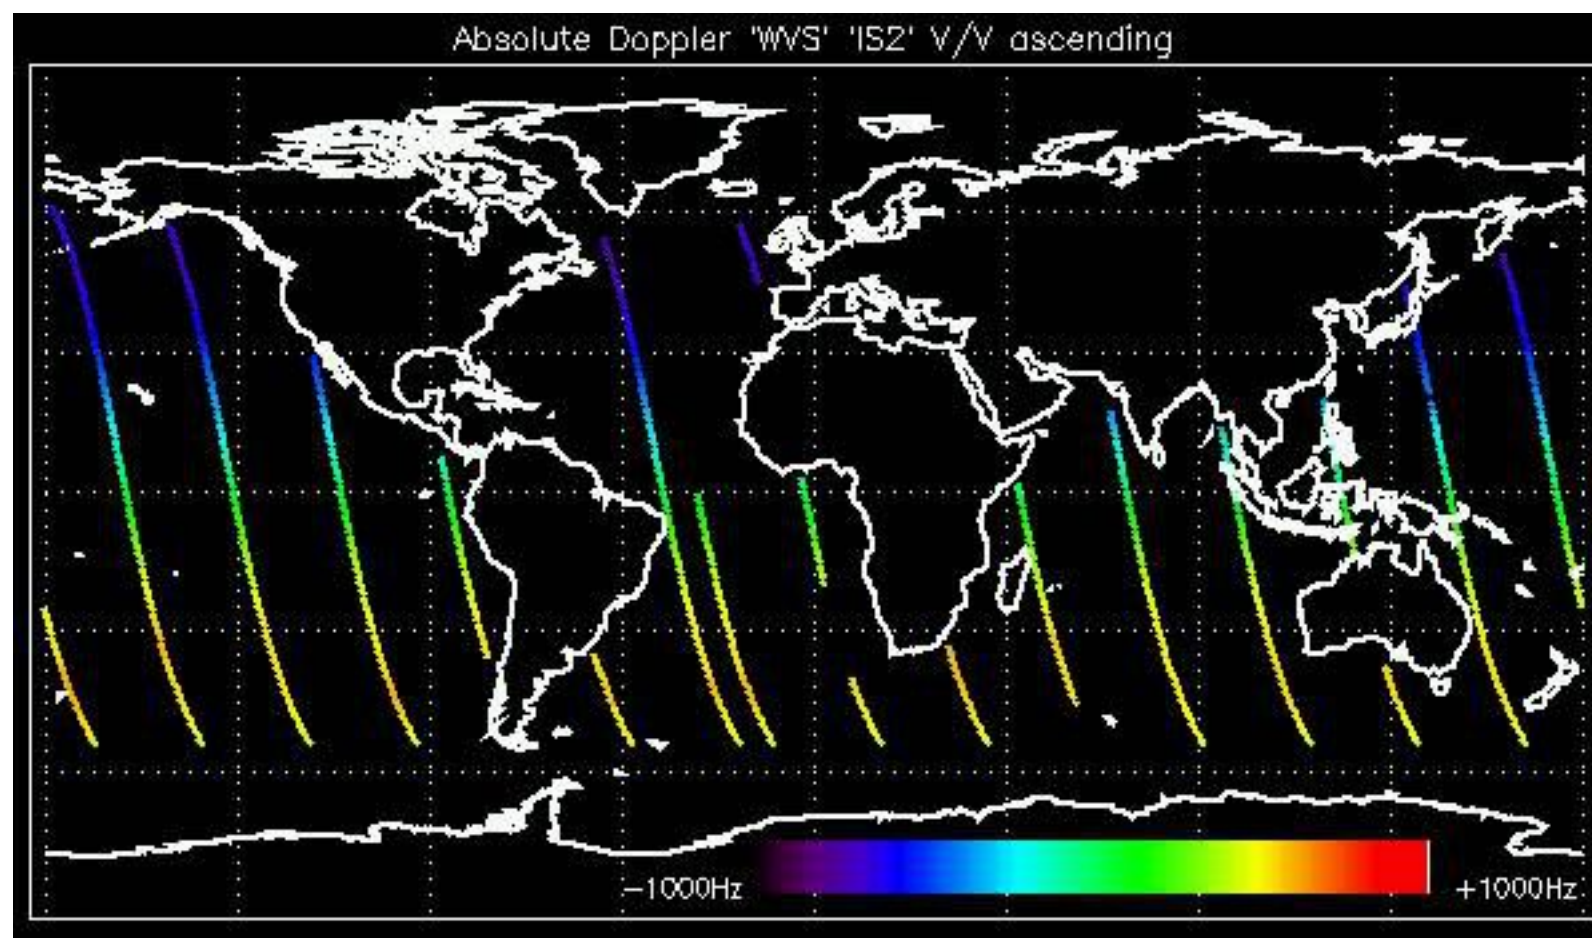 Absolute Doppler 'WVS' 'IS2' V/V ascending
-1000Hz +1000Hz